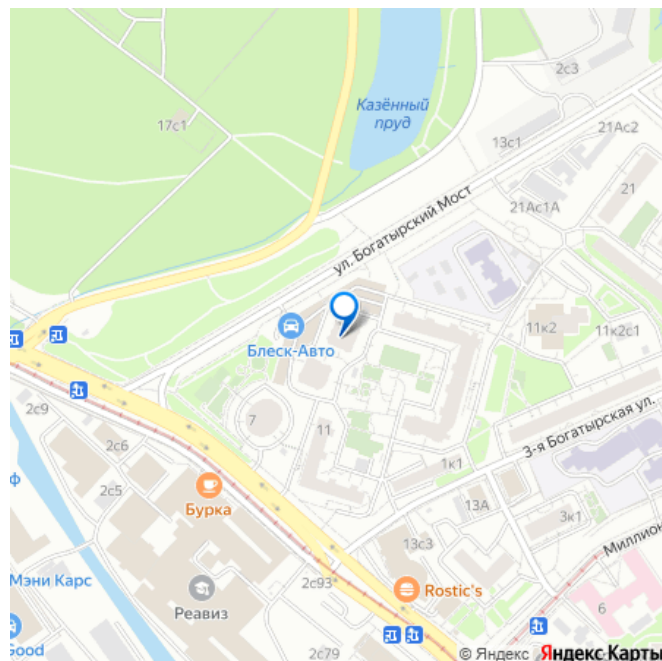 2с3
Казённый
пруд
17с1
13с1
21Ас2
21
21Ас1А
ул. Богатырский Мост
11к2
11к2с1
Блеск-Авто
2с9
7
11
3-я Богатырская ул.
2с6
1к1
2с5
Бурка
13А
3к1
13с3
Миллион
ф
Мэни Карс
2с93
Реавиз
Rostic's
6
Good
2с79
© Яндекс Яндекс Карты